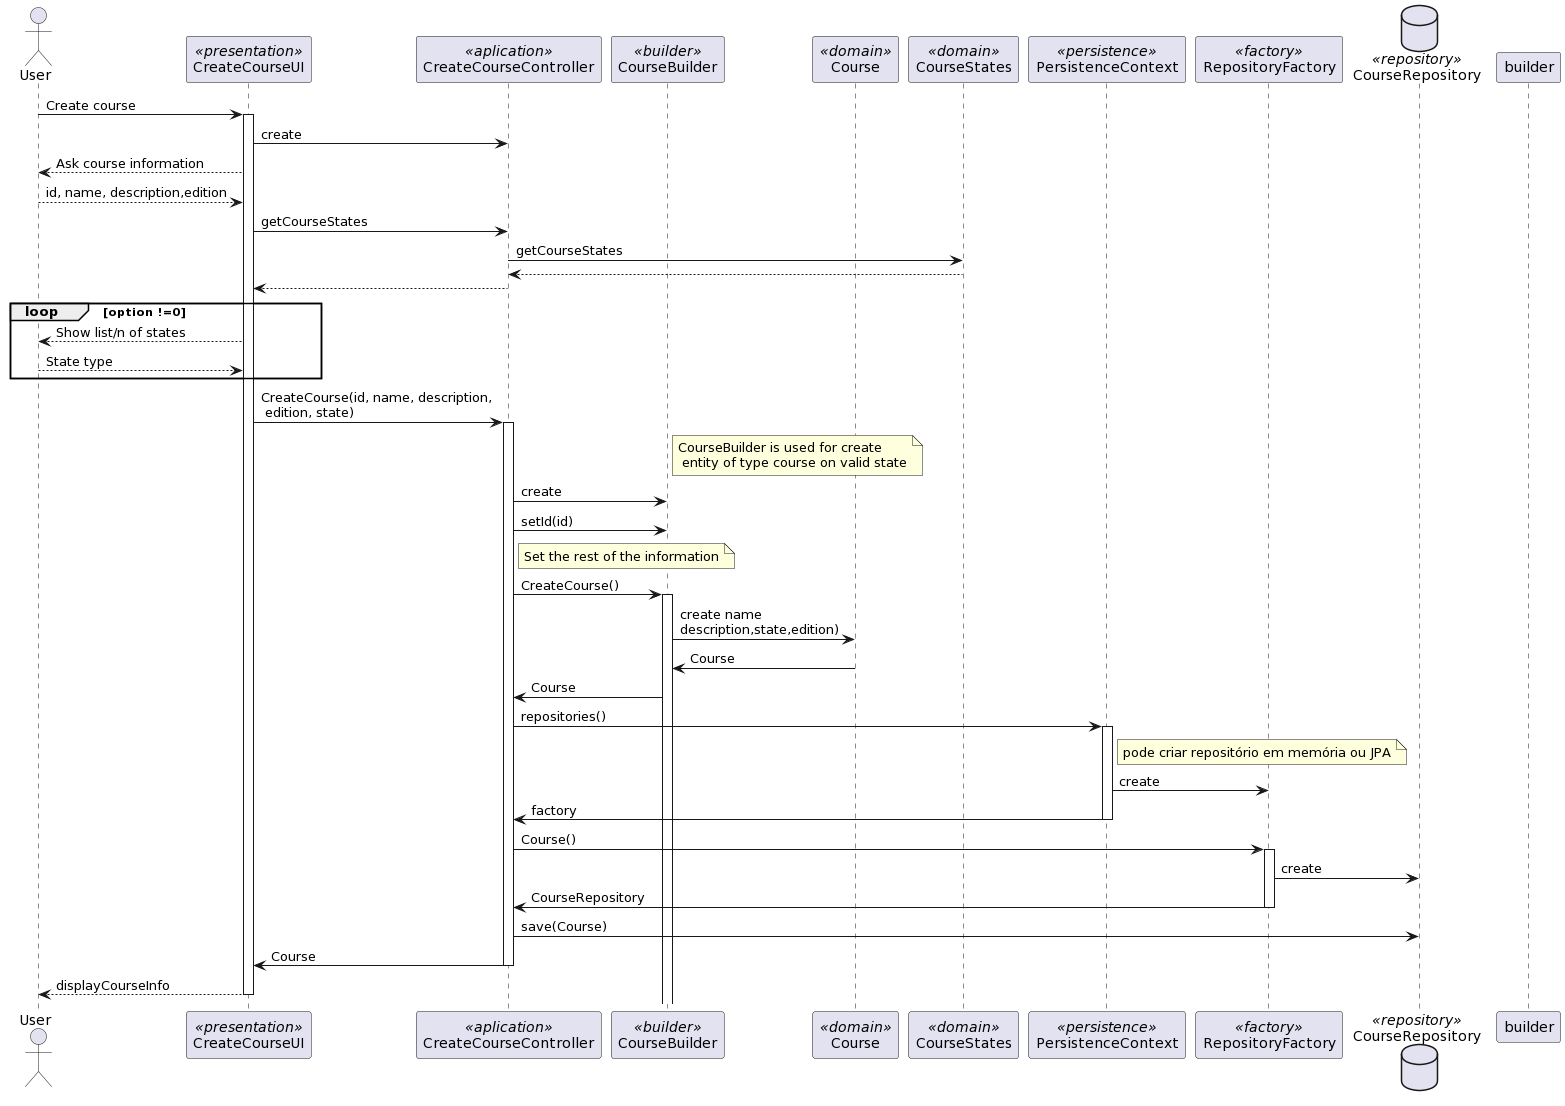 User
«presentation»
CreateCourseUI
«aplication»
CreateCourseController
«builder»
CourseBuilder
«domain»
Course
«domain»
CourseStates
«persistence»
PersistenceContext
«factory»
RepositoryFactory
«repository»
CourseRepository
builder
Create course
create
Ask course information
id, name, description,edition
getCourseStates
getCourseStates
loop [option !=0]
Show list/n of states
State type
CreateCourse(id, name, description,
edition, state)
CourseBuilder is used for create
entity of type course on valid state
create
setId(id)
Set the rest of the information
CreateCourse()
create name
description,state,edition)
Course
Course
repositories()
pode criar repositório em memória ou JPA
create
factory
Course()
create
CourseRepository
save(Course)
Course
displayCourseInfo
User
«presentation»
CreateCourseUI
«aplication»
CreateCourseController
«builder»
CourseBuilder
«domain»
Course
«domain»
CourseStates
«persistence»
PersistenceContext
«factory»
RepositoryFactory
«repository»
CourseRepository
builder